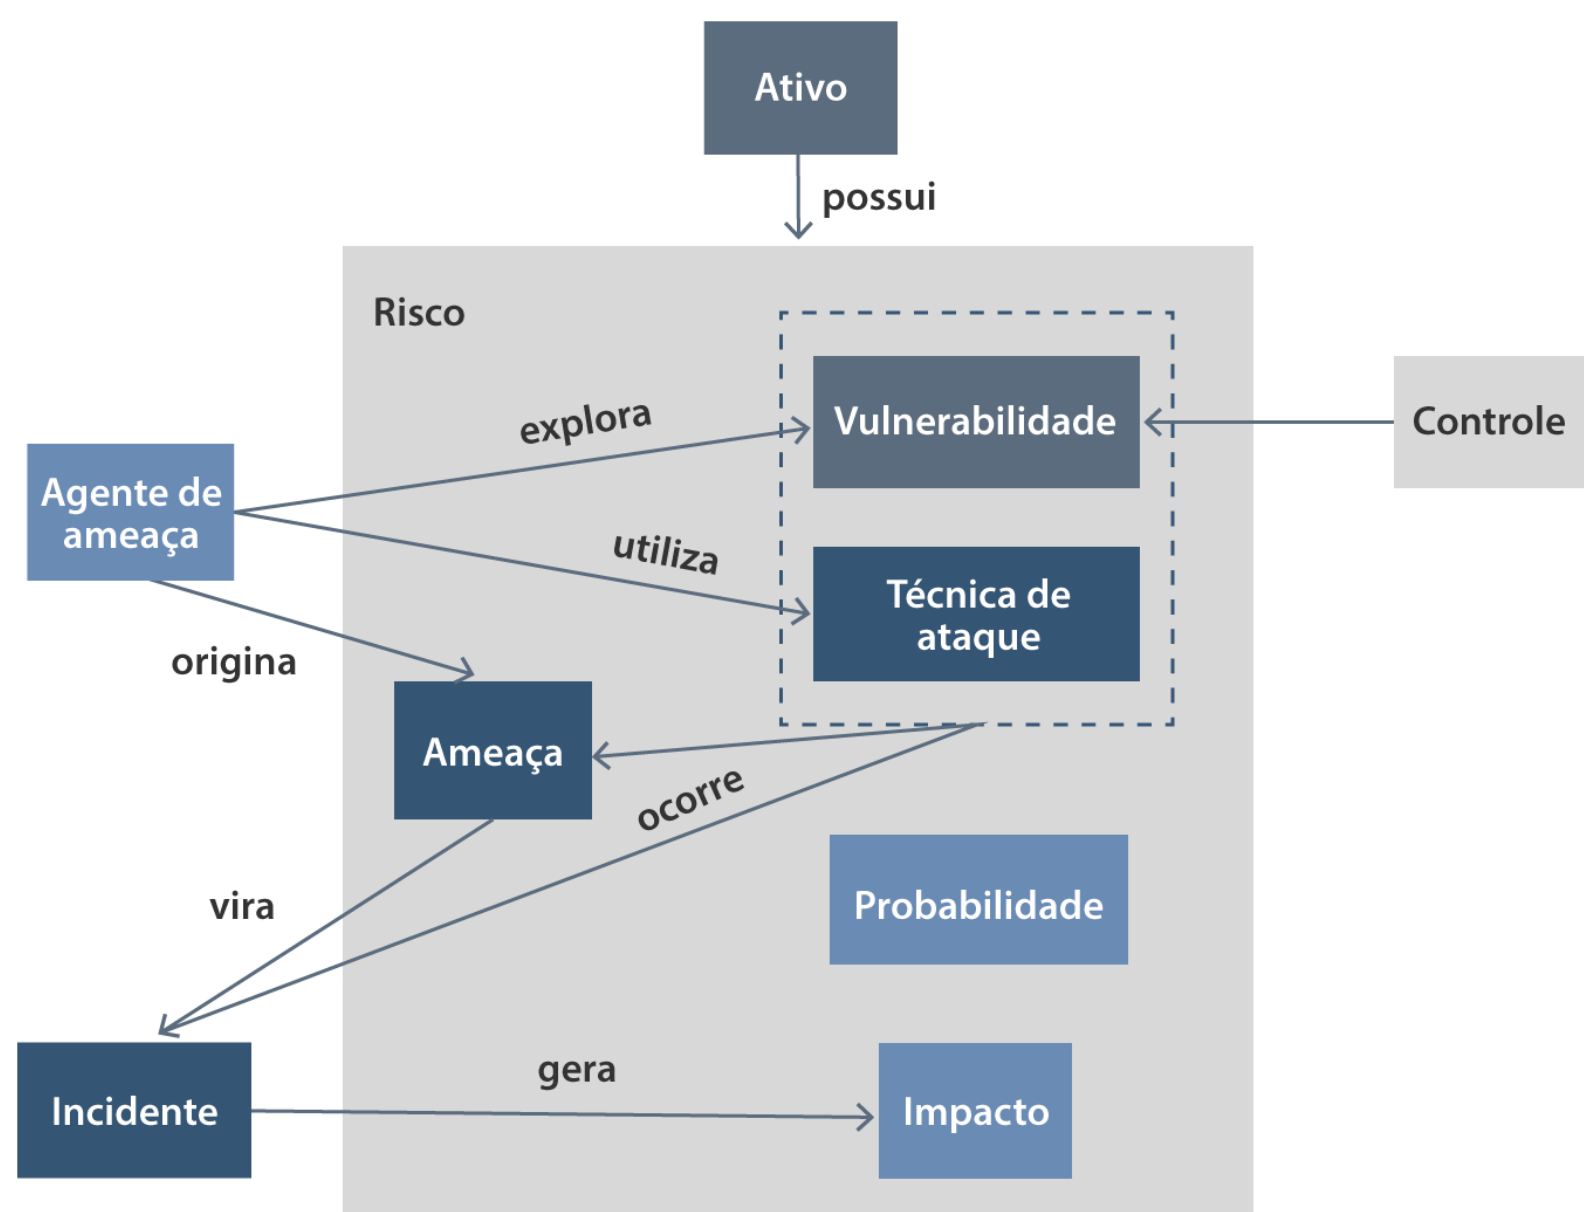 Ativo
possui
Risco
explora
Vulnerabilidade
Controle
Agente de
ameaça
utiliza
Técnica de
ataque
origina
Ameaça
ocorre
vira
Probabilidade
gera
Incidente
Impacto